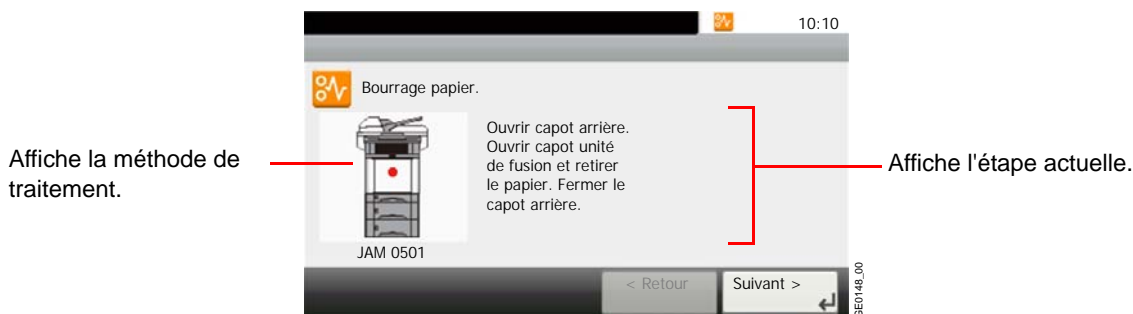 10:10
Bourrage papier.
Affiche la méthode de
traitement.
Ouvrir capot arrière.
Ouvrir capot unité
de fusion et retirer
le papier. Fermer le
capot arrière.
Affiche l'étape actuelle.
JAM 0501
< Retour
Suivant >
GE0148_00